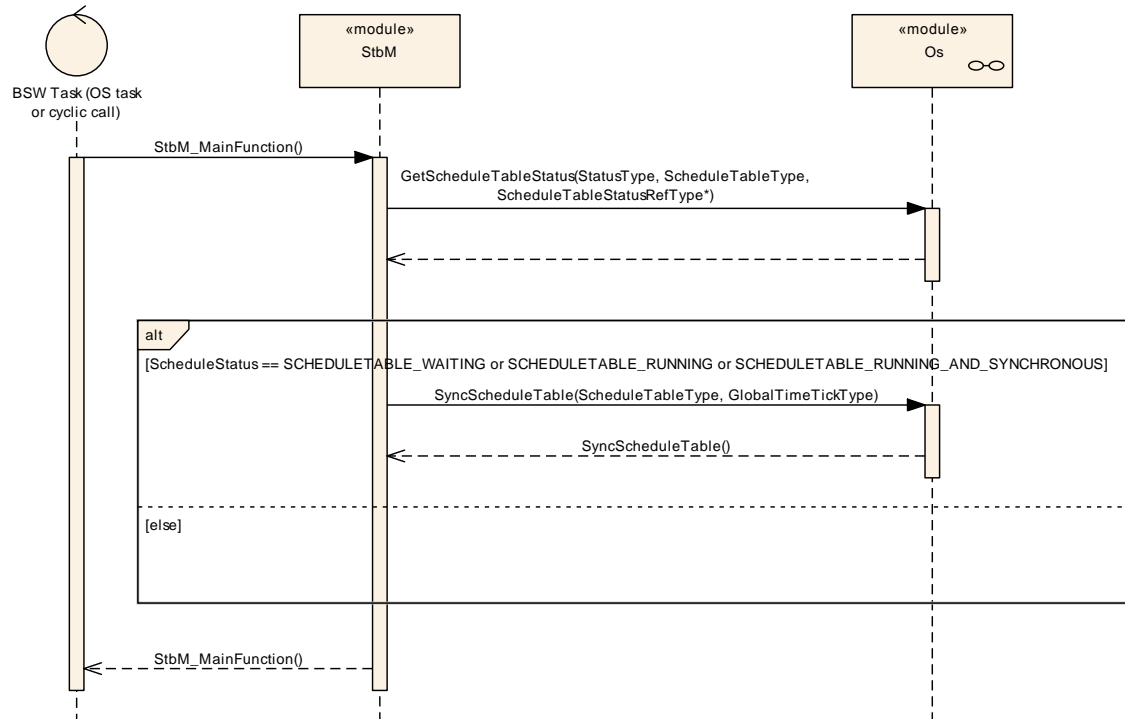 «module»
StbM
«module»
Os
BSW Task (OS task
or cyclic call)
StbM_MainFunction()
GetScheduleTableStatus(StatusType, ScheduleTableType,
ScheduleTableStatusRefType*)
alt
[ScheduleStatus == SCHEDULETABLE_WAITING or SCHEDULETABLE_RUNNING or SCHEDULETABLE_RUNNING_AND_SYNCHRONOUS]
SyncScheduleTable(ScheduleTableType, GlobalTimeTickType)
SyncScheduleTable()
[else]
StbM_MainFunction()